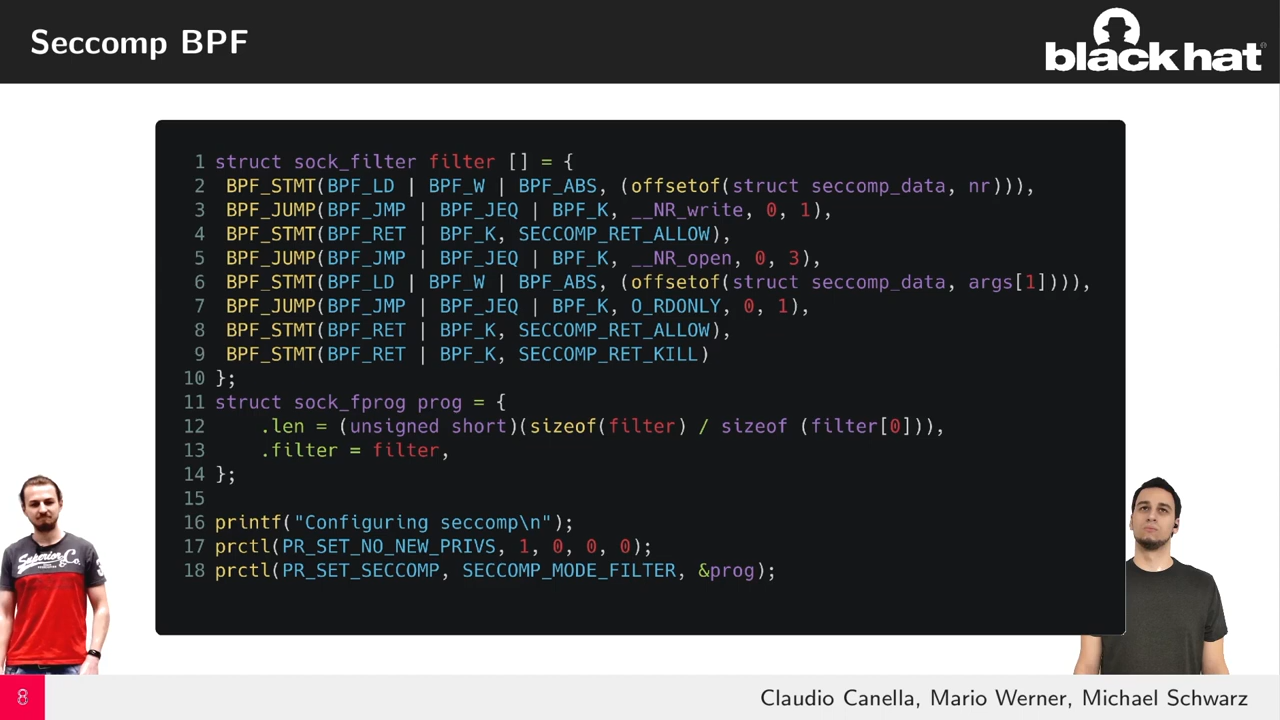 Seccomp BPF
black hat®
1 struct sock_filter filter [] = {
2 BPF_STMT(BPF_LD | BPF_W | BPF_ABS, (offsetof(struct seccomp_data, nr))),
3 BPF_JUMP(BPF_JMP | BPF_JEQ | BPF_K, __NR_write, 0, 1),
4 BPF_STMT(BPF_RET | BPF_K, SECCOMP_RET_ALLOW),
5 BPF_JUMP(BPF_JMP | BPF_JEQ | BPF_K, __NR_open, 0, 3),
6 BPF_STMT(BPF_LD | BPF_W | BPF_ABS, (offsetof(struct seccomp_data, args[1]))),
7 BPF_JUMP(BPF_JMP | BPF_JEQ | BPF_K, O_RDONLY, 0, 1),
8 BPF_STMT(BPF_RET | BPF_K, SECCOMP_RET_ALLOW),
9 BPF_STMT(BPF_RET | BPF_K, SECCOMP_RET_KILL)
10 };
11 struct sock_fprog prog = {
12 .len = (unsigned short)(sizeof(filter) / sizeof (filter[0])),
13 .filter = filter,
14 };
15
16 printf("Configuring seccomp\n");
17 prctl(PR_SET_NO_NEW_PRIVS, 1, 0, 0, 0);
18 prctl(PR_SET_SECCOMP, SECCOMP_MODE_FILTER, &prog);
Superior & Co.
8
Claudio Canella, Mario Werner, Michael Schwarz